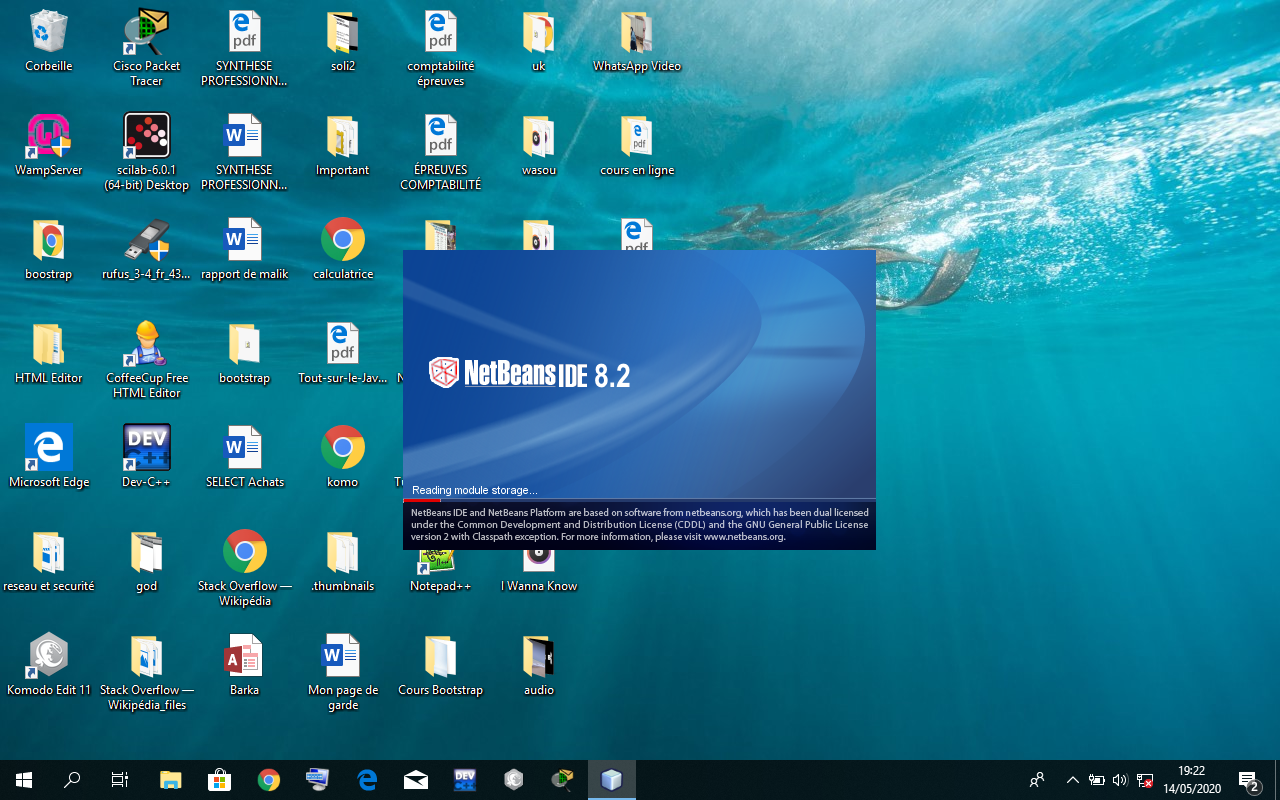 Corbeille
Cisco Packet
Tracer
SYNTHESE
PROFESSIONN...
soli2
comptabilité
épreuves
uk
WhatsApp Video
WampServer
scilab-6.0.1
(64-bit) Desktop
SYNTHESE
PROFESSIONN...
Important
ÉPREUVES
COMPTABILITÉ
wasou
cours en ligne
boostrap
rufus_3-4_fr_43...
rapport de malik
calculatrice
HTML Editor
CoffeeCup Free
HTML Editor
bootstrap
Tout-sur-le-Jav...
NetBeans IDE 8.2
Reading module storage...
NetBeans IDE and NetBeans Platform are based on software from netbeans.org, which has been dual licensed
under the Common Development and Distribution License (CDDL) and the GNU General Public License
version 2 with Classpath exception. For more information, please visit www.netbeans.org.
Microsoft Edge
Dev-C++
SELECT Achats
komo
reseau et securité
god
Stack Overflow —
Wikipédia
.thumbnails
Notepad++
I Wanna Know
Komodo Edit 11
Stack Overflow —
Wikipédia_files
Barka
Mon page de
garde
Cours Bootstrap
audio
19:22
14/05/2020
2